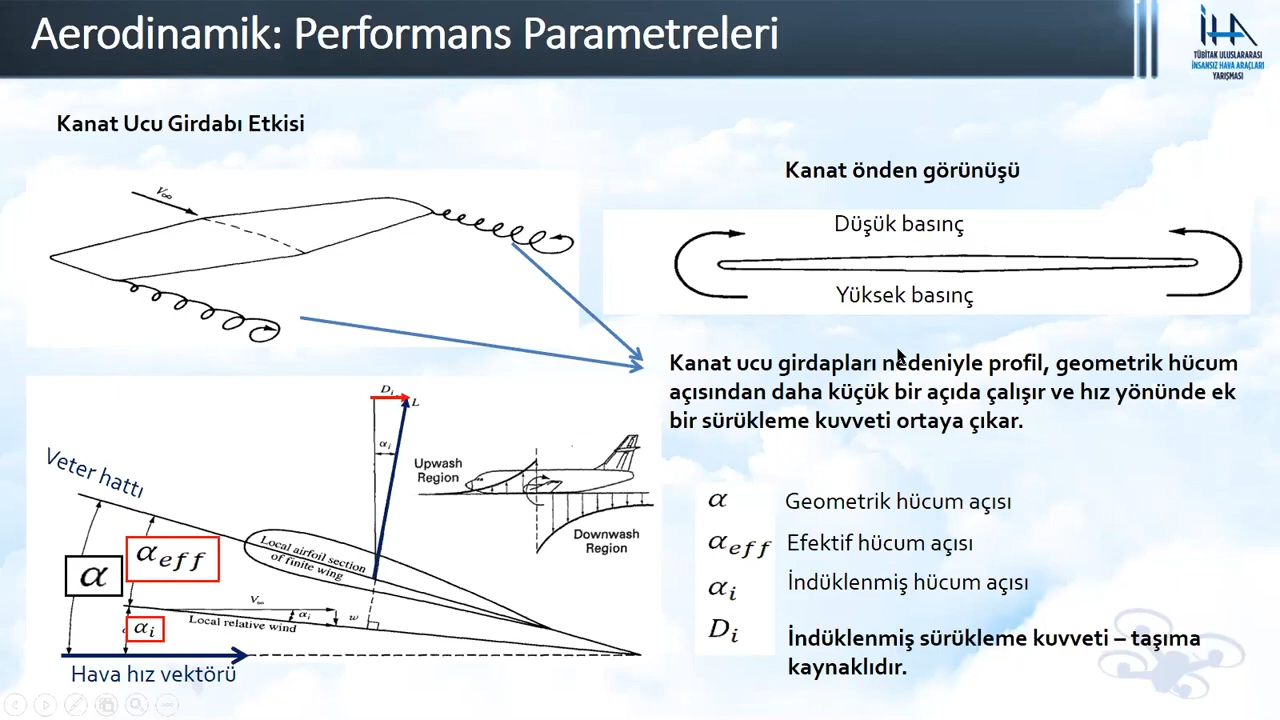 Aerodinamik: Performans Parametreleri
İHA
TÜBİTAK ULUSLARARASI
İNSANSIZ HAVA ARAÇLARI
YARIŞMASI
Kanat Ucu Girdabı Etkisi
V∞
Kanat önden görünüşü
Düşük basınç
Yüksek basınç
Kanat ucu girdapları nedeniyle profil, geometrik hücum
açısından daha küçük bir açıda çalışır ve hız yönünde ek
bir sürükleme kuvveti ortaya çıkar.
Di
L
αi
Upwash
Region
Downwash
Region
Veter hattı
Local airfoil section
of finite wing
α
αeff
αi
V∞
αi
w
Local relative wind
Hava hız vektörü
α Geometrik hücum açısı
αeff Efektif hücum açısı
αi İndüklenmiş hücum açısı
Di İndüklenmiş sürükleme kuvveti – taşıma
kaynaklıdır.